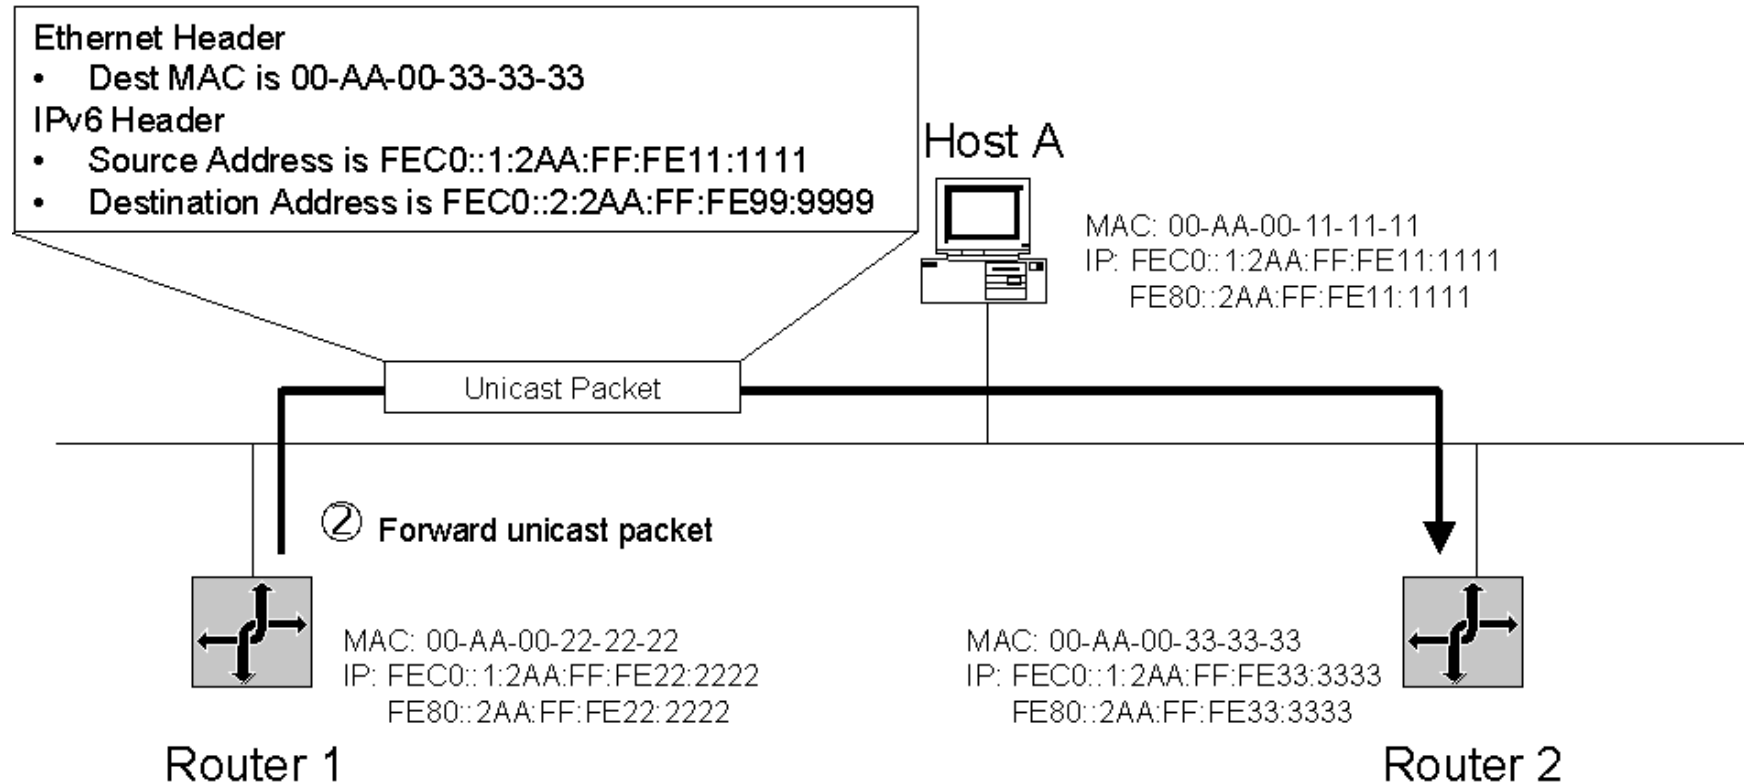 Ethernet Header
• Dest MAC is 00-AA-00-33-33-33
IPv6 Header
• Source Address is FEC0::1:2AA:FF:FE11:1111
• Destination Address is FEC0::2:2AA:FF:FE99:9999
Host A
MAC: 00-AA-00-11-11-11
IP: FEC0::1:2AA:FF:FE11:1111
FE80::2AA:FF:FE11:1111
Unicast Packet
② Forward unicast packet
MAC: 00-AA-00-22-22-22
IP: FEC0::1:2AA:FF:FE22:2222
FE80::2AA:FF:FE22:2222
Router 1
MAC: 00-AA-00-33-33-33
IP: FEC0::1:2AA:FF:FE33:3333
FE80::2AA:FF:FE33:3333
Router 2